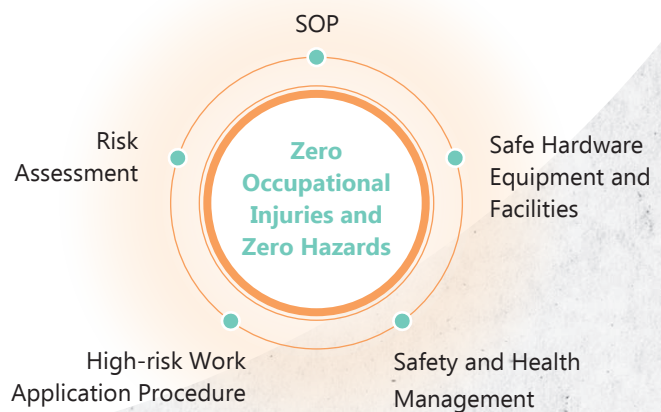 SOP
Risk
Assessment
Zero
Occupational
Injuries and
Zero Hazards
Safe Hardware
Equipment and
Facilities
High-risk Work
Application Procedure
Safety and Health
Management